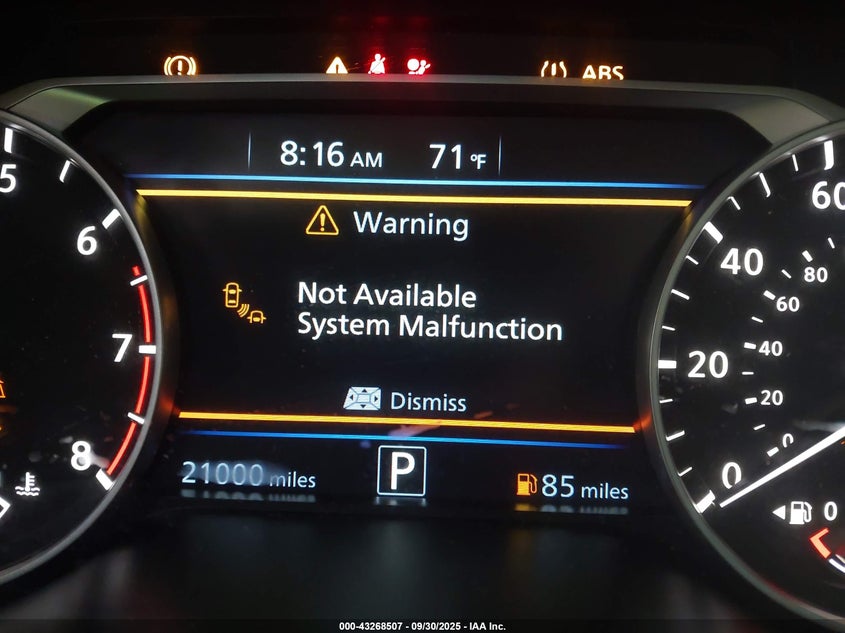 ABS
8:16 AM 71 °F
Warning
Not Available
System Malfunction
Dismiss
21000 miles P 85 miles
5
6
7
8
60
40
20
0
80
60
40
20
0
0
000-43268507 - 09/30/2025 - IAA Inc.